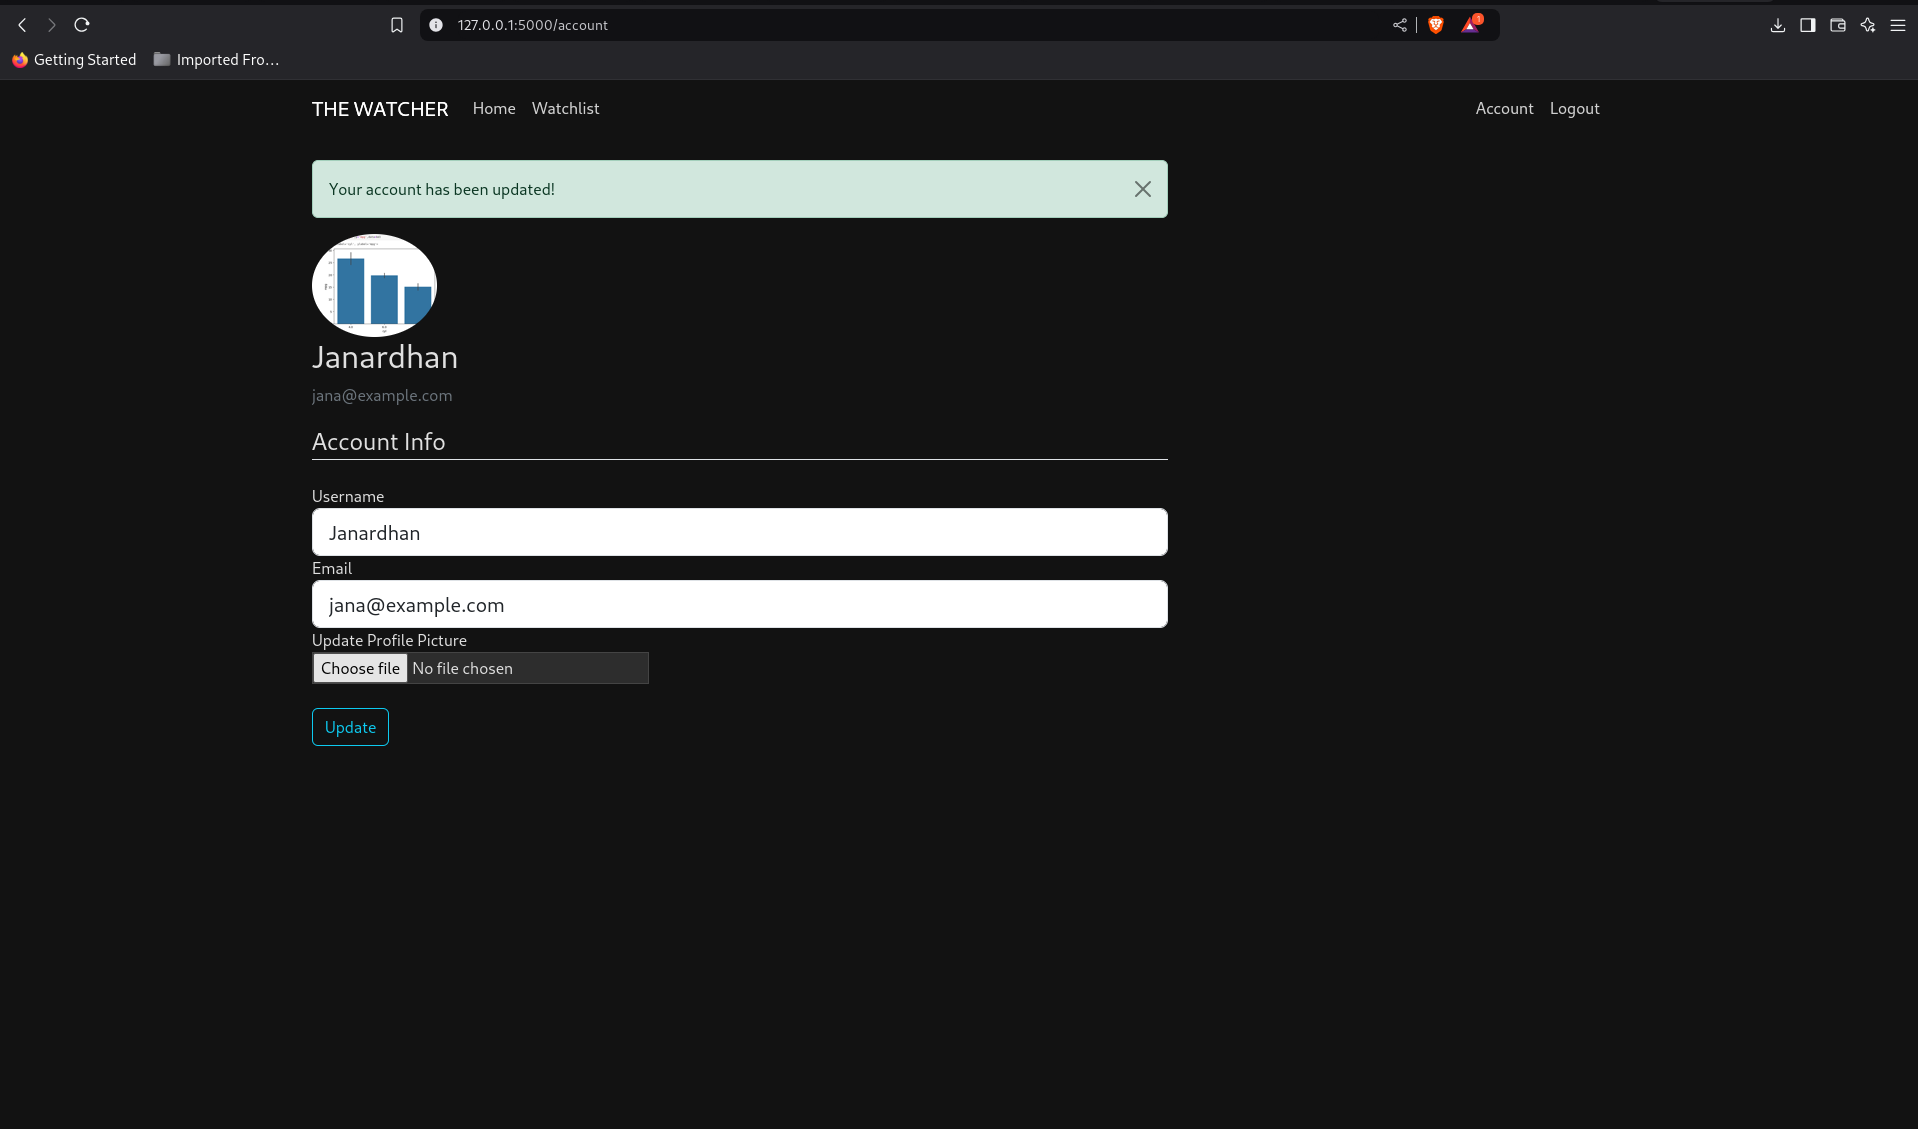 127.0.0.1:5000/account
1
Getting Started Imported Fro...
THE WATCHER Home Watchlist Account Logout
Your account has been updated!
Janardhan
jana@example.com
Account Info
Username
Janardhan
Email
jana@example.com
Update Profile Picture
Choose file No file chosen
Update